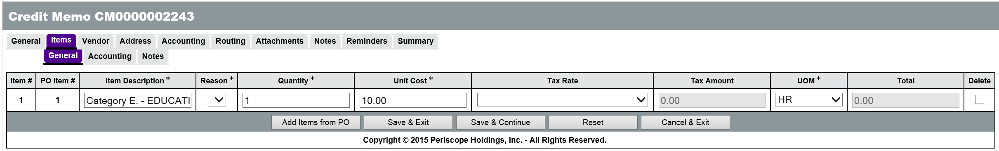 Credit Memo CM0000002243
General Items Vendor Address Accounting Routing Attachments Notes Reminders Summary
General Accounting Notes
Item # PO Item # Item Description * Reason * Quantity * Unit Cost * Tax Rate Tax Amount UOM * Total Delete
1 1 Category E. - EDUCATI 1 10.00 0.00 HR 0.00
Add Items from PO Save & Exit Save & Continue Reset Cancel & Exit
Copyright © 2015 Periscope Holdings, Inc. - All Rights Reserved.